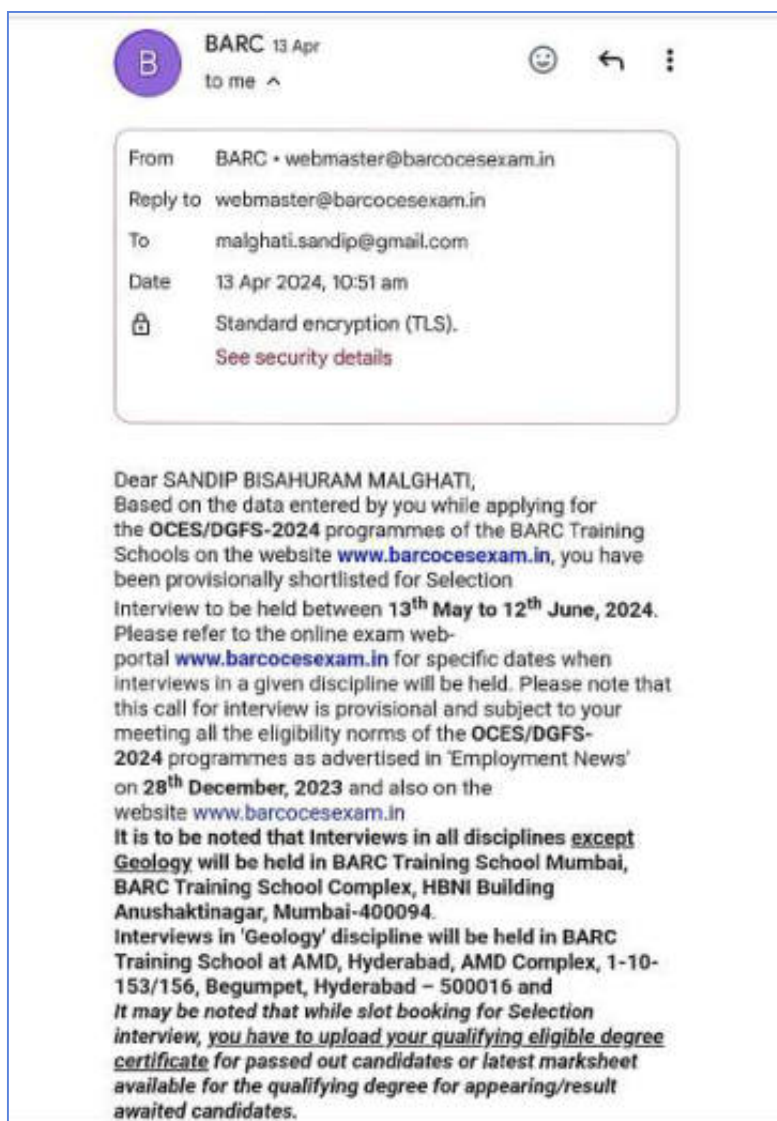 B
BARC 13 Apr
to me
From BARC • webmaster@barcocesexam.in
Reply to webmaster@barcocesexam.in
To malghati.sandip@gmail.com
Date 13 Apr 2024, 10:51 am
Standard encryption (TLS).
See security details
Dear SANDIP BISAHURAM MALGHATI,
Based on the data entered by you while applying for
the OCES/DGFS-2024 programmes of the BARC Training
Schools on the website www.barcocesexam.in, you have
been provisionally shortlisted for Selection
Interview to be held between 13th May to 12th June, 2024.
Please refer to the online exam web-
portal www.barcocesexam.in for specific dates when
interviews in a given discipline will be held. Please note that
this call for interview is provisional and subject to your
meeting all the eligibility norms of the OCES/DGFS-
2024 programmes as advertised in 'Employment News'
on 28th December, 2023 and also on the
website www.barcocesexam.in
It is to be noted that Interviews in all disciplines except
Geology will be held in BARC Training School Mumbai,
BARC Training School Complex, HBNI Building
Anushaktinagar, Mumbai-400094.
Interviews in 'Geology' discipline will be held in BARC
Training School at AMD, Hyderabad, AMD Complex, 1-10-
153/156, Begumpet, Hyderabad – 500016 and
It may be noted that while slot booking for Selection
interview, you have to upload your qualifying eligible degree
certificate for passed out candidates or latest marksheet
available for the qualifying degree for appearing/result
awaited candidates.